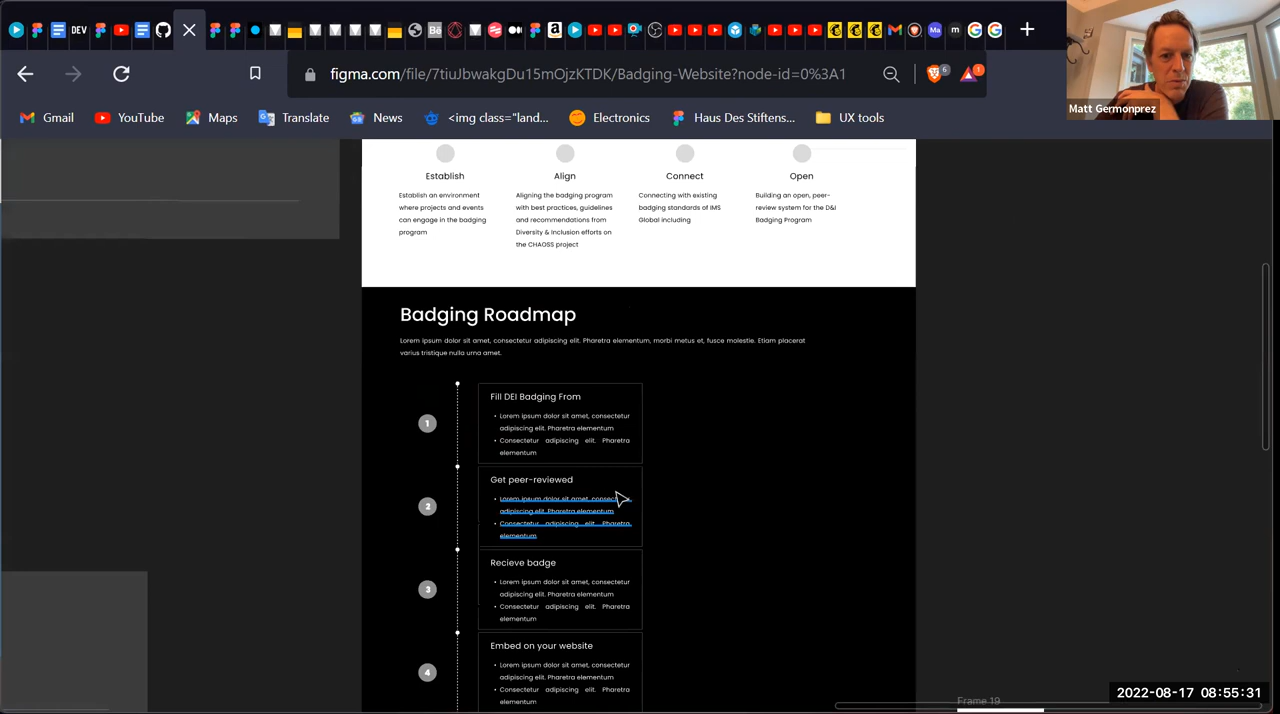 DEV
Bē
Ma
m
figma.com/file/7tiuJbwakgDu15mOjzKTDK/Badging-Website?node-id=0%3A1
6
1
Matt Germonprez
Gmail
YouTube
Maps
Translate
News
<img class="land...
Electronics
Haus Des Stiftens...
UX tools
Establish
Align
Connect
Open
Establish an environment
where projects and events
can engage in the badging
program
Aligning the badging program
with best practices, guidelines
and recommendations from
Diversity & Inclusion efforts on
the CHAOSS project
Connecting with existing
badging standards of IMS
Global including
Building an open, peer-
review system for the D&I
Badging Program
Badging Roadmap
Lorem ipsum dolor sit amet, consectetur adipiscing elit. Pharetra elementum, morbi metus et, fusce molestie. Etiam placerat
varius tristique nulla urna amet.
1
Fill DEI Badging From
• Lorem ipsum dolor sit amet, consectetur
adipiscing elit. Pharetra elementum
• Consectetur adipiscing elit. Pharetra
elementum
2
Get peer-reviewed
• Lorem ipsum dolor sit amet,
adipiscing elit. Pharetra elementum
• Consectetur adipiscing elit. Pharetra
elementum
3
Recieve badge
• Lorem ipsum dolor sit amet, consectetur
adipiscing elit. Pharetra elementum
• Consectetur adipiscing elit. Pharetra
elementum
4
Embed on your website
• Lorem ipsum dolor sit amet, consectetur
adipiscing elit. Pharetra elementum
• Consectetur adipiscing elit. Pharetra
elementum
Frame 19
2022-08-17 08:55:31